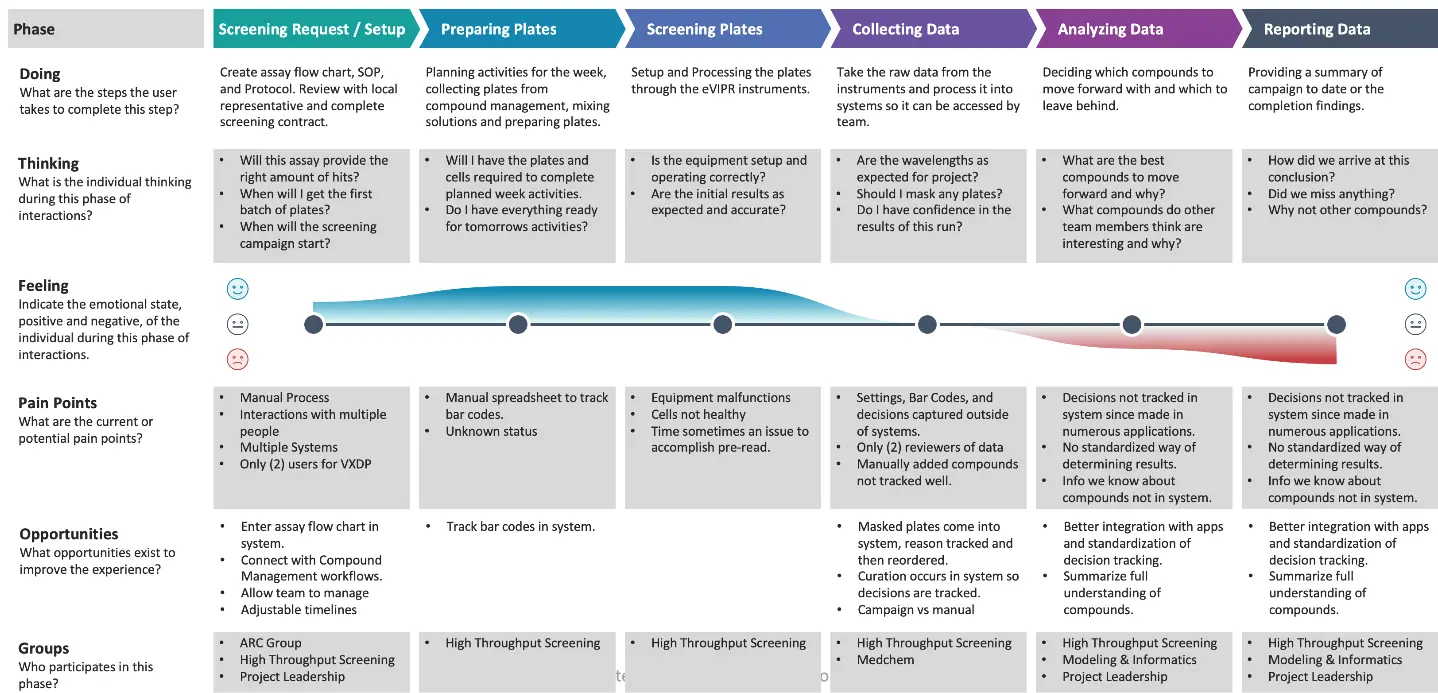 Phase
Screening Request / Setup
Preparing Plates
Screening Plates
Collecting Data
Analyzing Data
Reporting Data
Doing
What are the steps the user
takes to complete this step?
Create assay flow chart, SOP,
and Protocol. Review with local
representative and complete
screening contract.
Planning activities for the week,
collecting plates from
compound management, mixing
solutions and preparing plates.
Setup and Processing the plates
through the eVIPR instruments.
Take the raw data from the
instruments and process it into
systems so it can be accessed by
team.
Deciding which compounds to
move forward with and which to
leave behind.
Providing a summary of
campaign to date or the
completion findings.
Thinking
What is the individual thinking
during this phase of
interactions?
• Will this assay provide the
right amount of hits?
• When will I get the first
batch of plates?
• When will the screening
campaign start?
• Will I have the plates and
cells required to complete
planned week activities.
• Do I have everything ready
for tomorrows activities?
• Is the equipment setup and
operating correctly?
• Are the initial results as
expected and accurate?
• Are the wavelengths as
expected for project?
• Should I mask any plates?
• Do I have confidence in the
results of this run?
• What are the best
compounds to move
forward and why?
• What compounds do other
team members think are
interesting and why?
• How did we arrive at this
conclusion?
• Did we miss anything?
• Why not other compounds?
Feeling
Indicate the emotional state,
positive and negative, of the
individual during this phase of
interactions.
Pain Points
What are the current or
potential pain points?
• Manual Process
• Interactions with multiple
people
• Multiple Systems
• Only (2) users for VXDP
• Manual spreadsheet to track
bar codes.
• Unknown status
• Equipment malfunctions
• Cells not healthy
• Time sometimes an issue to
accomplish pre-read.
• Settings, Bar Codes, and
decisions captured outside
of systems.
• Only (2) reviewers of data
• Manually added compounds
not tracked well.
• Decisions not tracked in
system since made in
numerous applications.
• No standardized way of
determining results.
• Info we know about
compounds not in system.
• Decisions not tracked in
system since made in
numerous applications.
• No standardized way of
determining results.
• Info we know about
compounds not in system.
Opportunities
What opportunities exist to
improve the experience?
• Enter assay flow chart in
system.
• Connect with Compound
Management workflows.
• Allow team to manage
• Adjustable timelines
• Track bar codes in system.
• Masked plates come into
system, reason tracked and
then reordered.
• Curation occurs in system so
decisions are tracked.
• Campaign vs manual
• Better integration with apps
and standardization of
decision tracking.
• Summarize full
understanding of
compounds.
• Better integration with apps
and standardization of
decision tracking.
• Summarize full
understanding of
compounds.
Groups
Who participates in this
phase?
• ARC Group
• High Throughput Screening
• Project Leadership
• High Throughput Screening
• High Throughput Screening
• High Throughput Screening
• Medchem
• High Throughput Screening
• Modeling & Informatics
• Project Leadership
• High Throughput Screening
• Modeling & Informatics
• Project Leadership